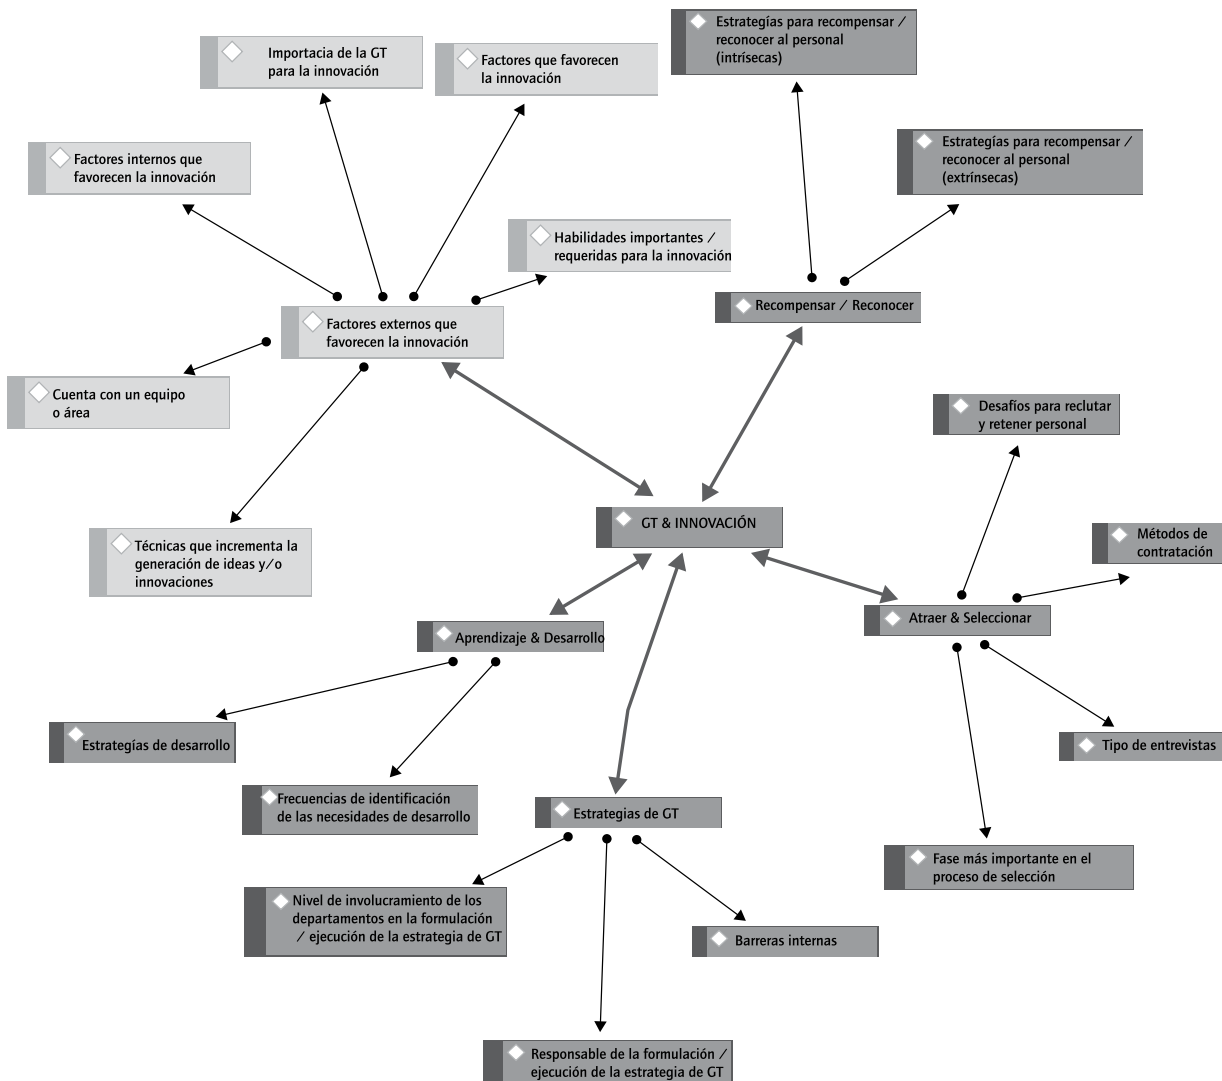 Estrategías para recompensar /
reconocer al personal
(intrísecas)
Importacia de la GT
para la innovación
Factores que favorecen
la innovación
Estrategías para recompensar /
reconocer al personal
(extrínsecas)
Factores internos que
favorecen la innovación
Habilidades importantes /
requeridas para la innovación
Recompensar / Reconocer
Factores externos que
favorecen la innovación
Cuenta con un equipo
o área
Desafíos para reclutar
y retener personal
GT & INNOVACIÓN
Métodos de
contratación
Técnicas que incrementa la
generación de ideas y/o
innovaciones
Atraer & Seleccionar
Aprendizaje & Desarrollo
Estrategías de desarrollo
Tipo de entrevistas
Frecuencias de identificación
de las necesidades de desarrollo
Estrategias de GT
Fase más importante en el
proceso de selección
Nivel de involucramiento de los
departamentos en la formulación
/ ejecución de la estrategia de GT
Barreras internas
Responsable de la formulación /
ejecución de la estrategia de GT